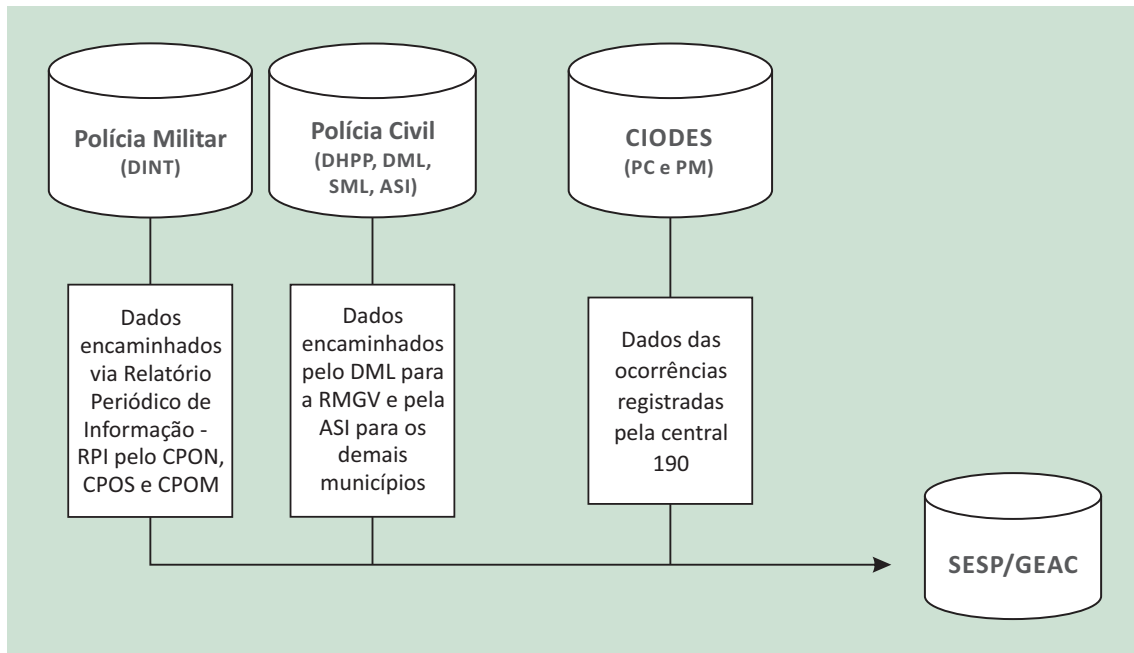 Polícia Militar
(DINT)
Polícia Civil
(DHPP, DML,
SML, ASI)
CIODES
(PC e PM)
Dados
encaminhados
via Relatório
Periódico de
Informação -
RPI pelo CPON,
CPOS e CPOM
Dados
encaminhados
pelo DML para
a RMGV e pela
ASI para os
demais
municípios
Dados das
ocorrências
registradas
pela central
190
SESP/GEAC